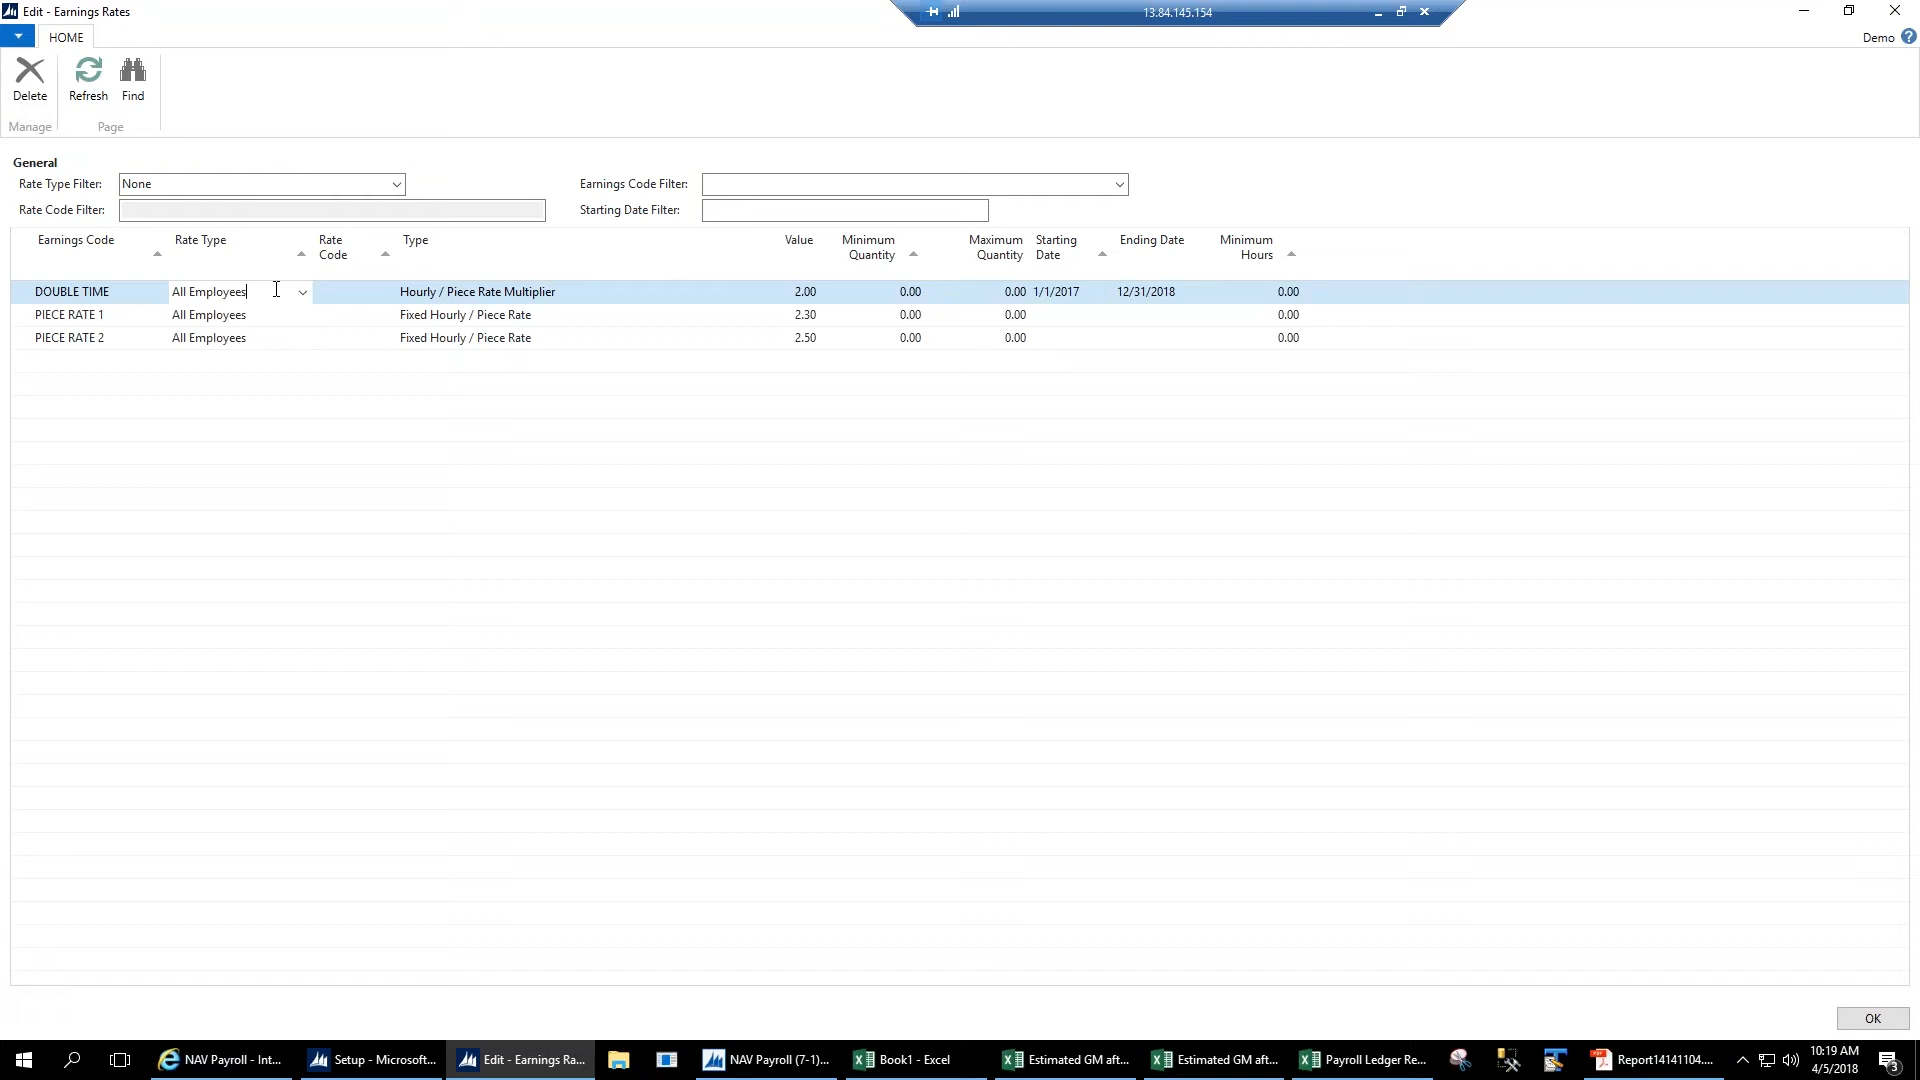 Edit - Earnings Rates
13.84.145.154
HOME
Demo
Delete
Refresh
Find
Manage
Page
General
Rate Type Filter: None
Earnings Code Filter:
Rate Code Filter:
Starting Date Filter:
Earnings Code Rate Type Rate Code Type Value Minimum Quantity Maximum Quantity Starting Date Ending Date Minimum Hours
DOUBLE TIME All Employees Hourly / Piece Rate Multiplier 2.00 0.00 0.00 1/1/2017 12/31/2018 0.00
PIECE RATE 1 All Employees Fixed Hourly / Piece Rate 2.30 0.00 0.00 0.00
PIECE RATE 2 All Employees Fixed Hourly / Piece Rate 2.50 0.00 0.00 0.00
OK
NAV Payroll - Int...
Setup - Microsoft...
Edit - Earnings Ra...
NAV Payroll (7-1)...
Book1 - Excel
Estimated GM aft...
Estimated GM aft...
Payroll Ledger Re...
Report14141104....
10:19 AM
4/5/2018
3